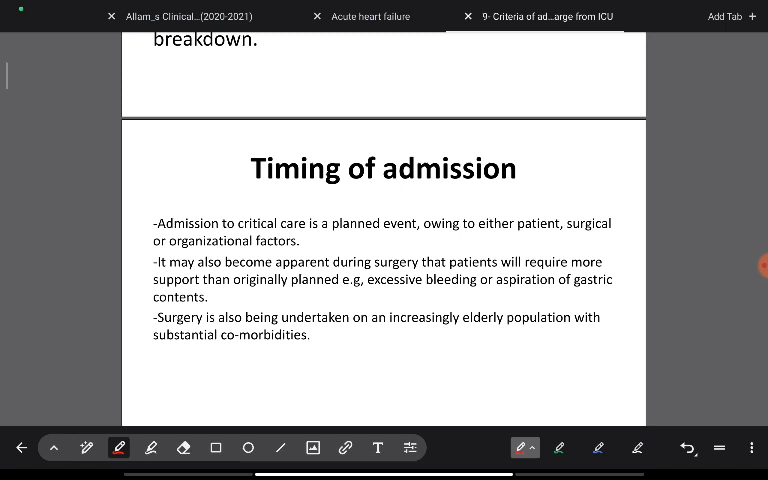 Allam_s Clinical...(2020-2021)
Acute heart failure
9- Criteria of ad...arge from ICU
Add Tab +
breakdown.
Timing of admission
-Admission to critical care is a planned event, owing to either patient, surgical
or organizational factors.
-It may also become apparent during surgery that patients will require more
support than originally planned e.g, excessive bleeding or aspiration of gastric
contents.
-Surgery is also being undertaken on an increasingly elderly population with
substantial co-morbidities.
T